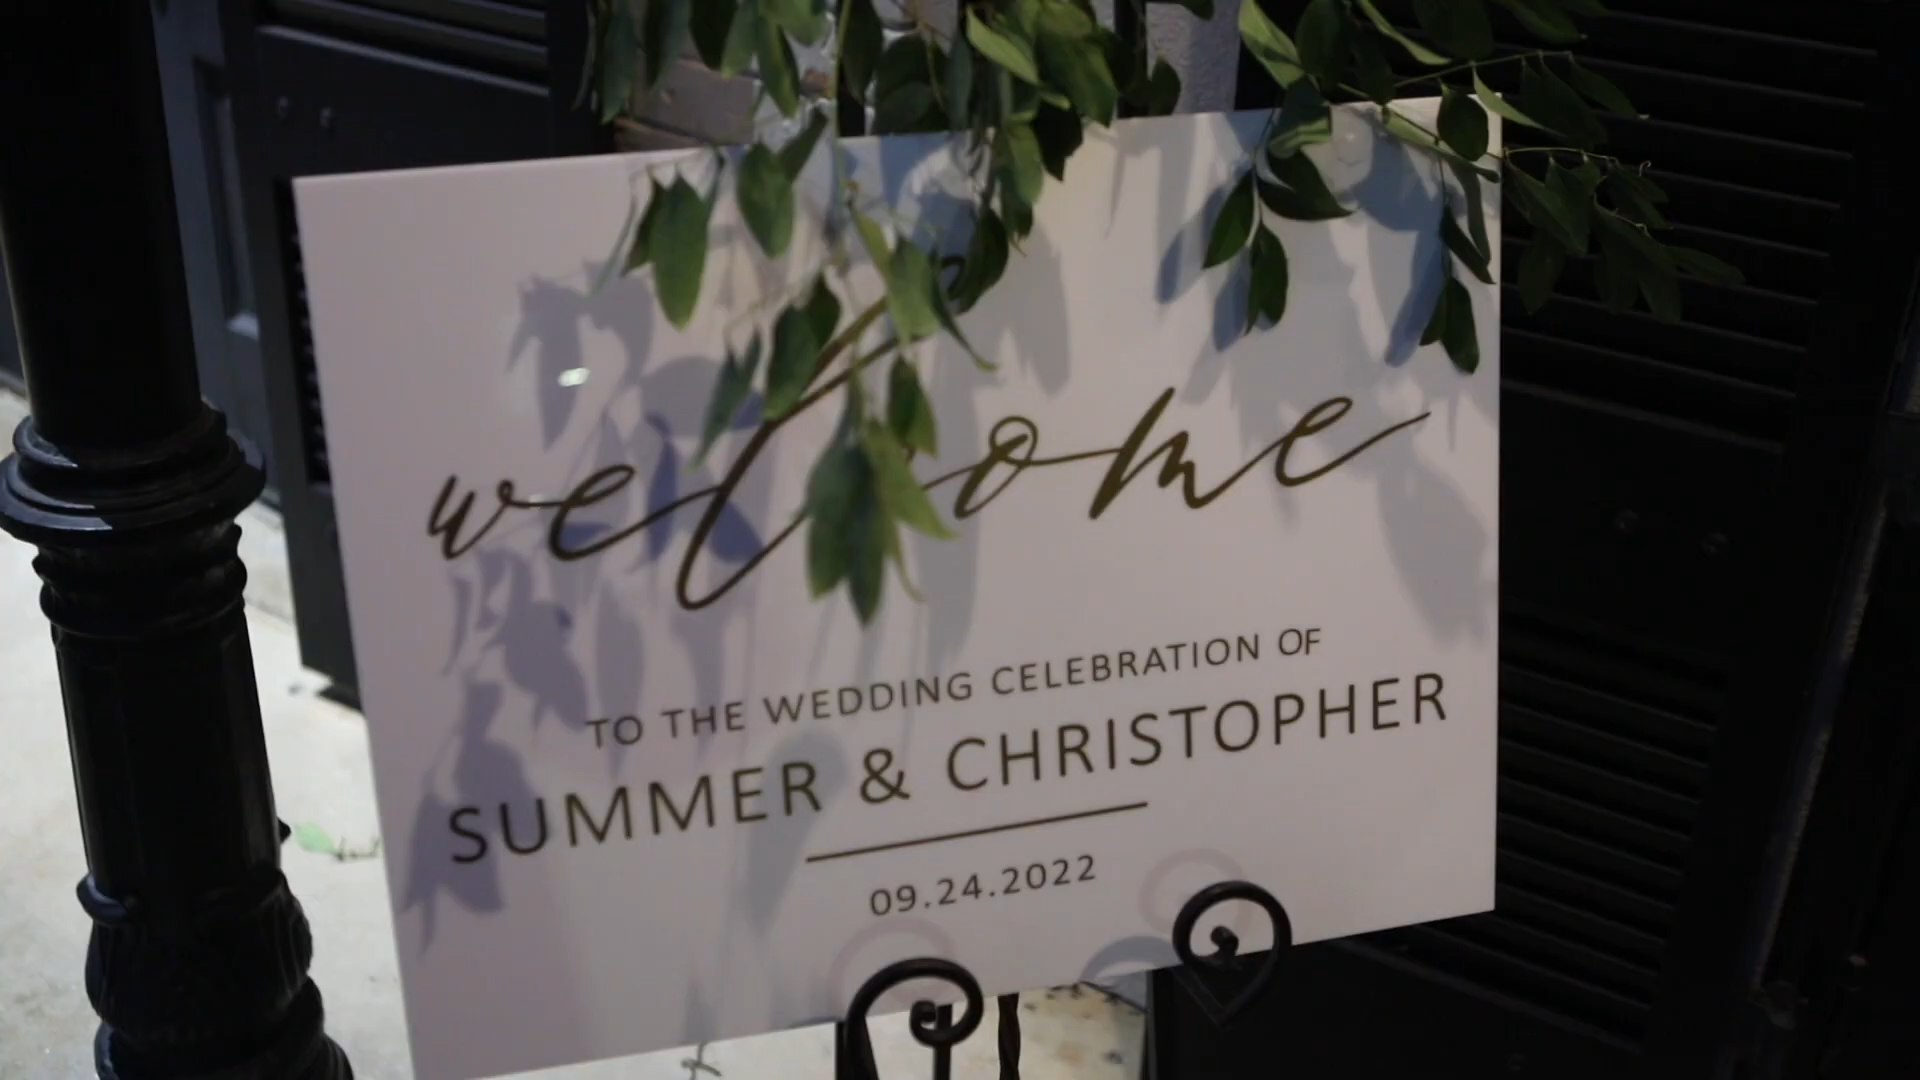 welcome
TO THE WEDDING CELEBRATION OF
SUMMER & CHRISTOPHER
09.24.2022